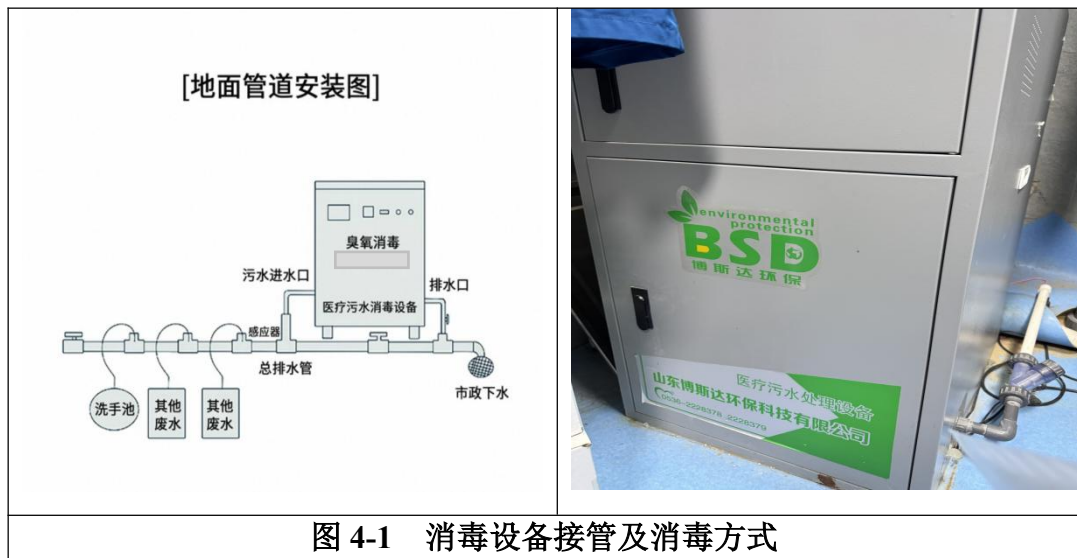 [地面管道安装图]
臭氧消毒
污水进水口
排水口
医疗污水消毒设备
感应器
总排水管
市政下水
洗手池
其他
废水
其他
废水
environmental
protection
BSD
博斯达环保
医疗污水处理设备
山东博斯达环保科技有限公司
0536-2228378 2228379
图 4-1 消毒设备接管及消毒方式